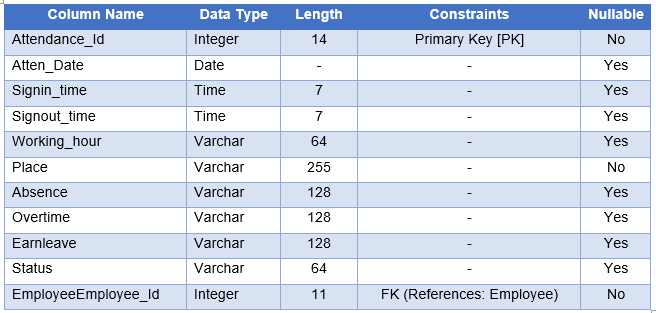 Column Name Data Type Length Constraints Nullable
Attendance_Id Integer 14 Primary Key [PK] No
Atten_Date Date - - Yes
Signin_time Time 7 - Yes
Signout_time Time 7 - Yes
Working_hour Varchar 64 - Yes
Place Varchar 255 - No
Absence Varchar 128 - Yes
Overtime Varchar 128 - Yes
Earnleave Varchar 128 - Yes
Status Varchar 64 - Yes
EmployeeEmployee_Id Integer 11 FK (References: Employee) No